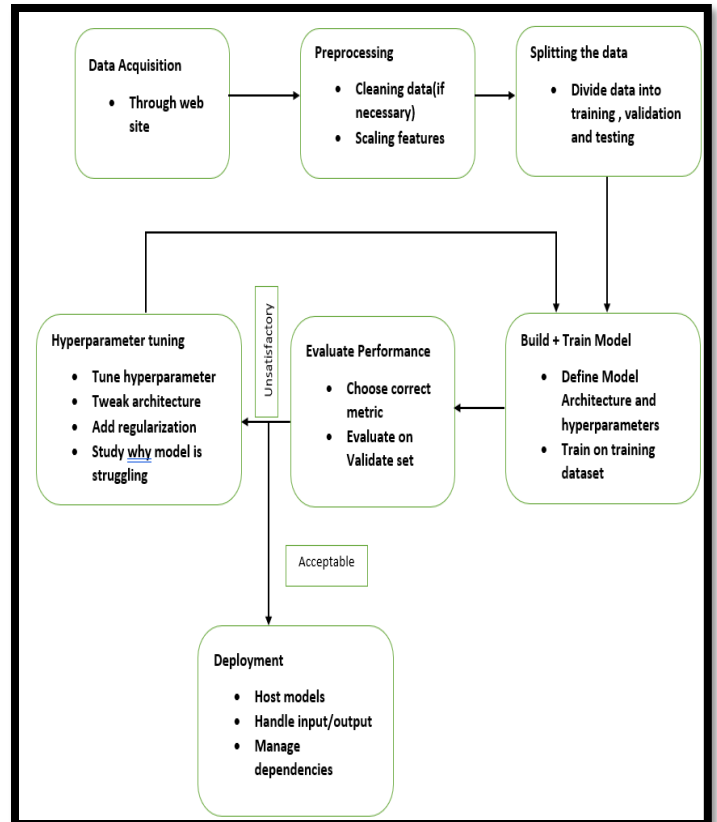 Data Acquisition
• Through web
site
Preprocessing
• Cleaning data(if
necessary)
• Scaling features
Splitting the data
• Divide data into
training , validation
and testing
Hyperparameter tuning
• Tune hyperparameter
• Tweak architecture
• Add regularization
• Study why model is
struggling
Unsatisfactory
Evaluate Performance
• Choose correct
metric
• Evaluate on
Validate set
Build + Train Model
• Define Model
Architecture and
hyperparameters
• Train on training
dataset
Acceptable
Deployment
• Host models
• Handle input/output
• Manage
dependencies